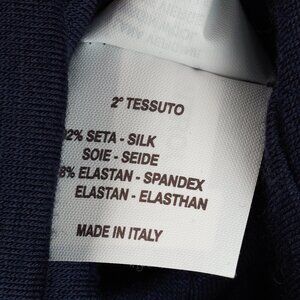 2° TESSUTO
2% SETA - SILK
SOIE - SEIDE
8% ELASTAN - SPANDEX
ELASTAN - ELASTHAN
MADE IN ITALY